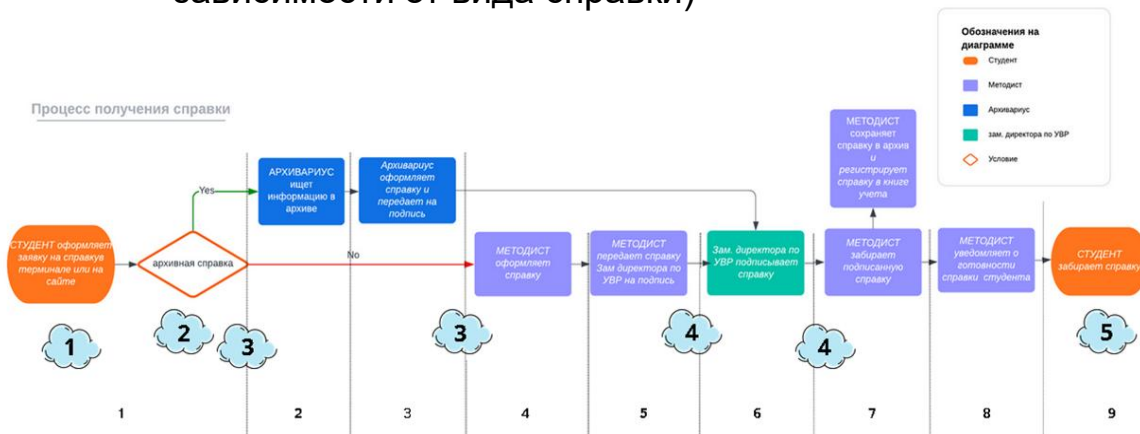 зависимости от вида справки)
Обозначения на
диаграмме
Студент
Методист
Архивариус
зам. директора по УВР
Условие
Процесс получения справки
СТУДЕНТ оформляет
заявку на справкув
терминале или на
сайте
архивная справка
Yes
No
АРХИВАРИУС
ищет
информацию в
архиве
Архивариус
оформляет
справку и
передает на
подпись
МЕТОДИСТ
оформляет
справку
МЕТОДИСТ
передает справку
Зам директора по
УВР на подпись
Зам. директора по
УВР подписывает
справку
МЕТОДИСТ
сохраняет
справку в архив
и
регистрирует
справку в книге
учета
МЕТОДИСТ
забирает
подписанную
справку
МЕТОДИСТ
уведомляет о
готовности
справки студента
СТУДЕНТ
забирает справку
1
2
3
3
4
4
5
1
2
3
4
5
6
7
8
9